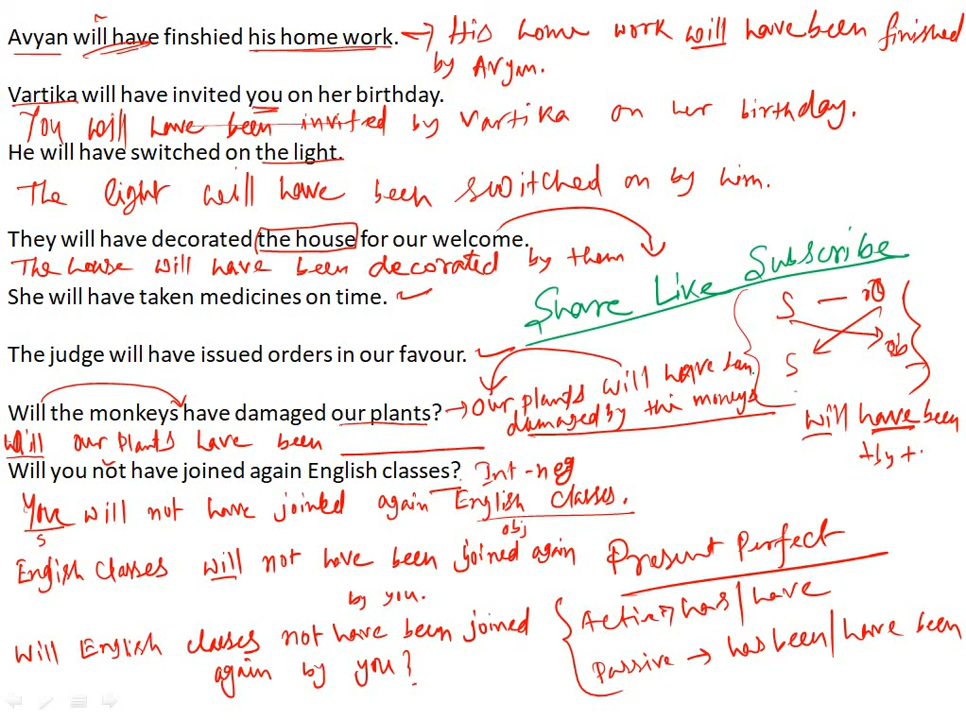 Avyan will have finshied his home work. → His home work will have been finished
by Avyan.
Vartika will have invited you on her birthday.
You will have been invited by Vartika on her birthday.
He will have switched on the light.
The light will have been switched on by him.
They will have decorated the house for our welcome.
The house will have been decorated by them
She will have taken medicines on time.
Share Like Subscribe
The judge will have issued orders in our favour.
S — O
S ob
will have been
+by+.
Will the monkeys have damaged our plants? → Our plants will have been
damaged by the moneys
Will our plants have been
Will you not have joined again English classes? Int-neg
You will not have joined again English classes.
S obj
English classes will not have been joined again
by you.
Will English classes not have been joined
again by you?
Present Perfect
Active → has/have
Passive → has been/have been